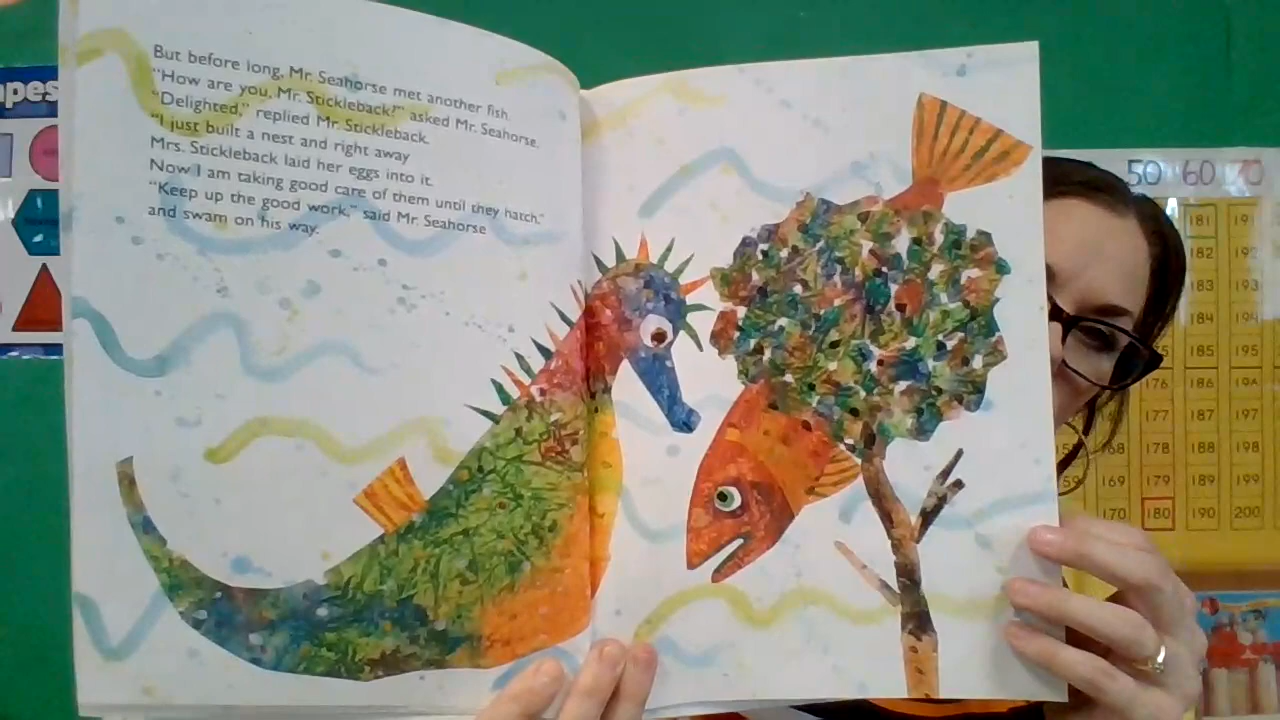 But before long, Mr. Seahorse met another fish.
"How are you, Mr. Stickleback?" asked Mr. Seahorse.
"Delighted," replied Mr. Stickleback.
"I just built a nest and right away
Mrs. Stickleback laid her eggs into it.
Now I am taking good care of them until they hatch."
"Keep up the good work," said Mr. Seahorse
and swam on his way.
apes
50 60 70
181 191
182 192
183 193
184 194
75 185 195
176 186 196
177 187 197
168 178 188 198
159 169 179 189 199
170 180 190 200